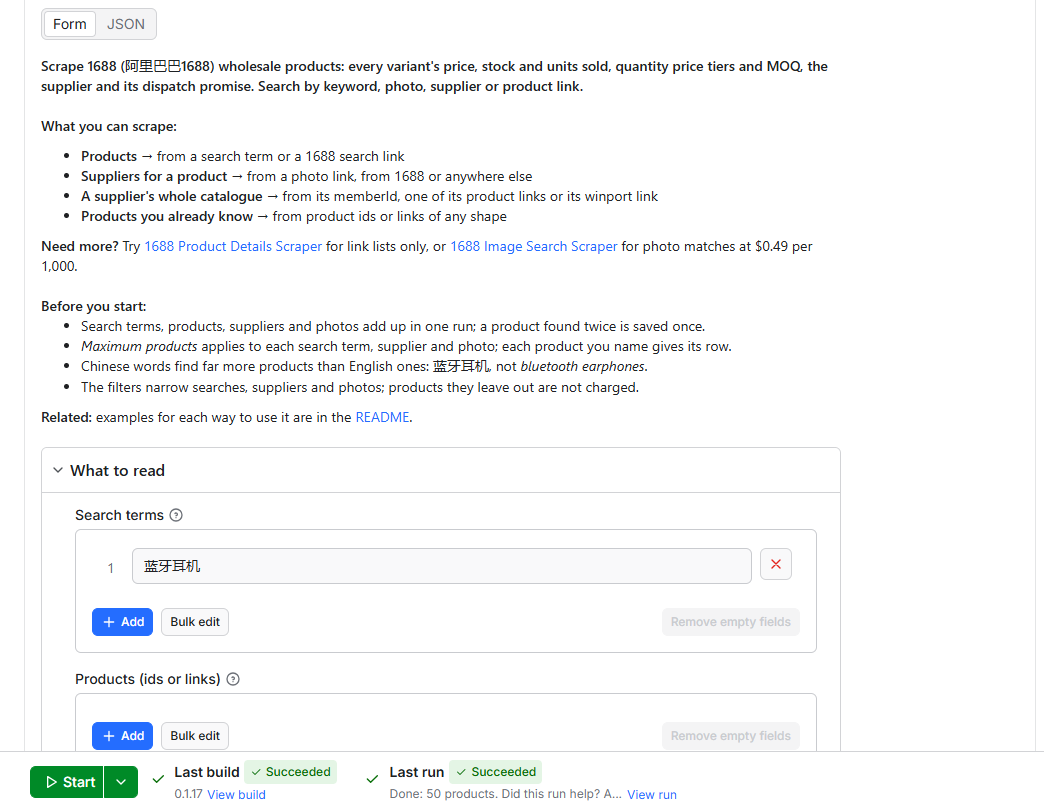 Form JSON
Scrape 1688 (阿里巴巴1688) wholesale products: every variant's price, stock and units sold, quantity price tiers and MOQ, the
supplier and its dispatch promise. Search by keyword, photo, supplier or product link.
What you can scrape:
Products → from a search term or a 1688 search link
Suppliers for a product → from a photo link, from 1688 or anywhere else
A supplier's whole catalogue → from its memberId, one of its product links or its winport link
Products you already know → from product ids or links of any shape
Need more? Try 1688 Product Details Scraper for link lists only, or 1688 Image Search Scraper for photo matches at $0.49 per
1,000.
Before you start:
Search terms, products, suppliers and photos add up in one run; a product found twice is saved once.
Maximum products applies to each search term, supplier and photo; each product you name gives its row.
Chinese words find far more products than English ones: 蓝牙耳机, not bluetooth earphones.
The filters narrow searches, suppliers and photos; products they leave out are not charged.
Related: examples for each way to use it are in the README.
What to read
Search terms
1 蓝牙耳机
Add Bulk edit Remove empty fields
Products (ids or links)
Add Bulk edit Remove empty fields
Start Last build Succeeded Last run Succeeded
0.1.17 View build Done: 50 products. Did this run help? A... View run